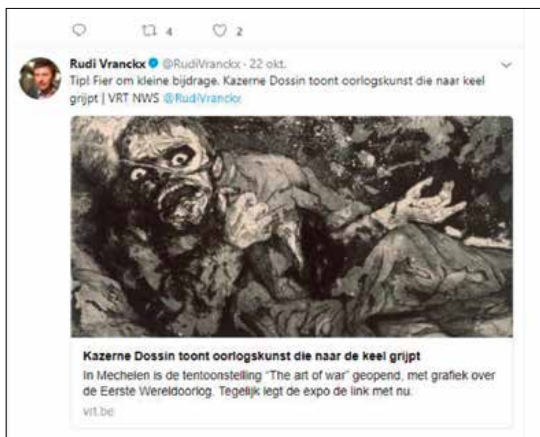 4 2
Rudi Vranckx @RudiVranckx · 22 okt.
Tip! Fier om kleine bijdrage. Kazerne Dossin toont oorlogskunst die naar keel
grijpt | VRT NWS @RudiVranckx
Kazerne Dossin toont oorlogskunst die naar de keel grijpt
In Mechelen is de tentoonstelling "The art of war" geopend, met grafiek over
de Eerste Wereldoorlog. Tegelijk legt de expo de link met nu.
vrt.be